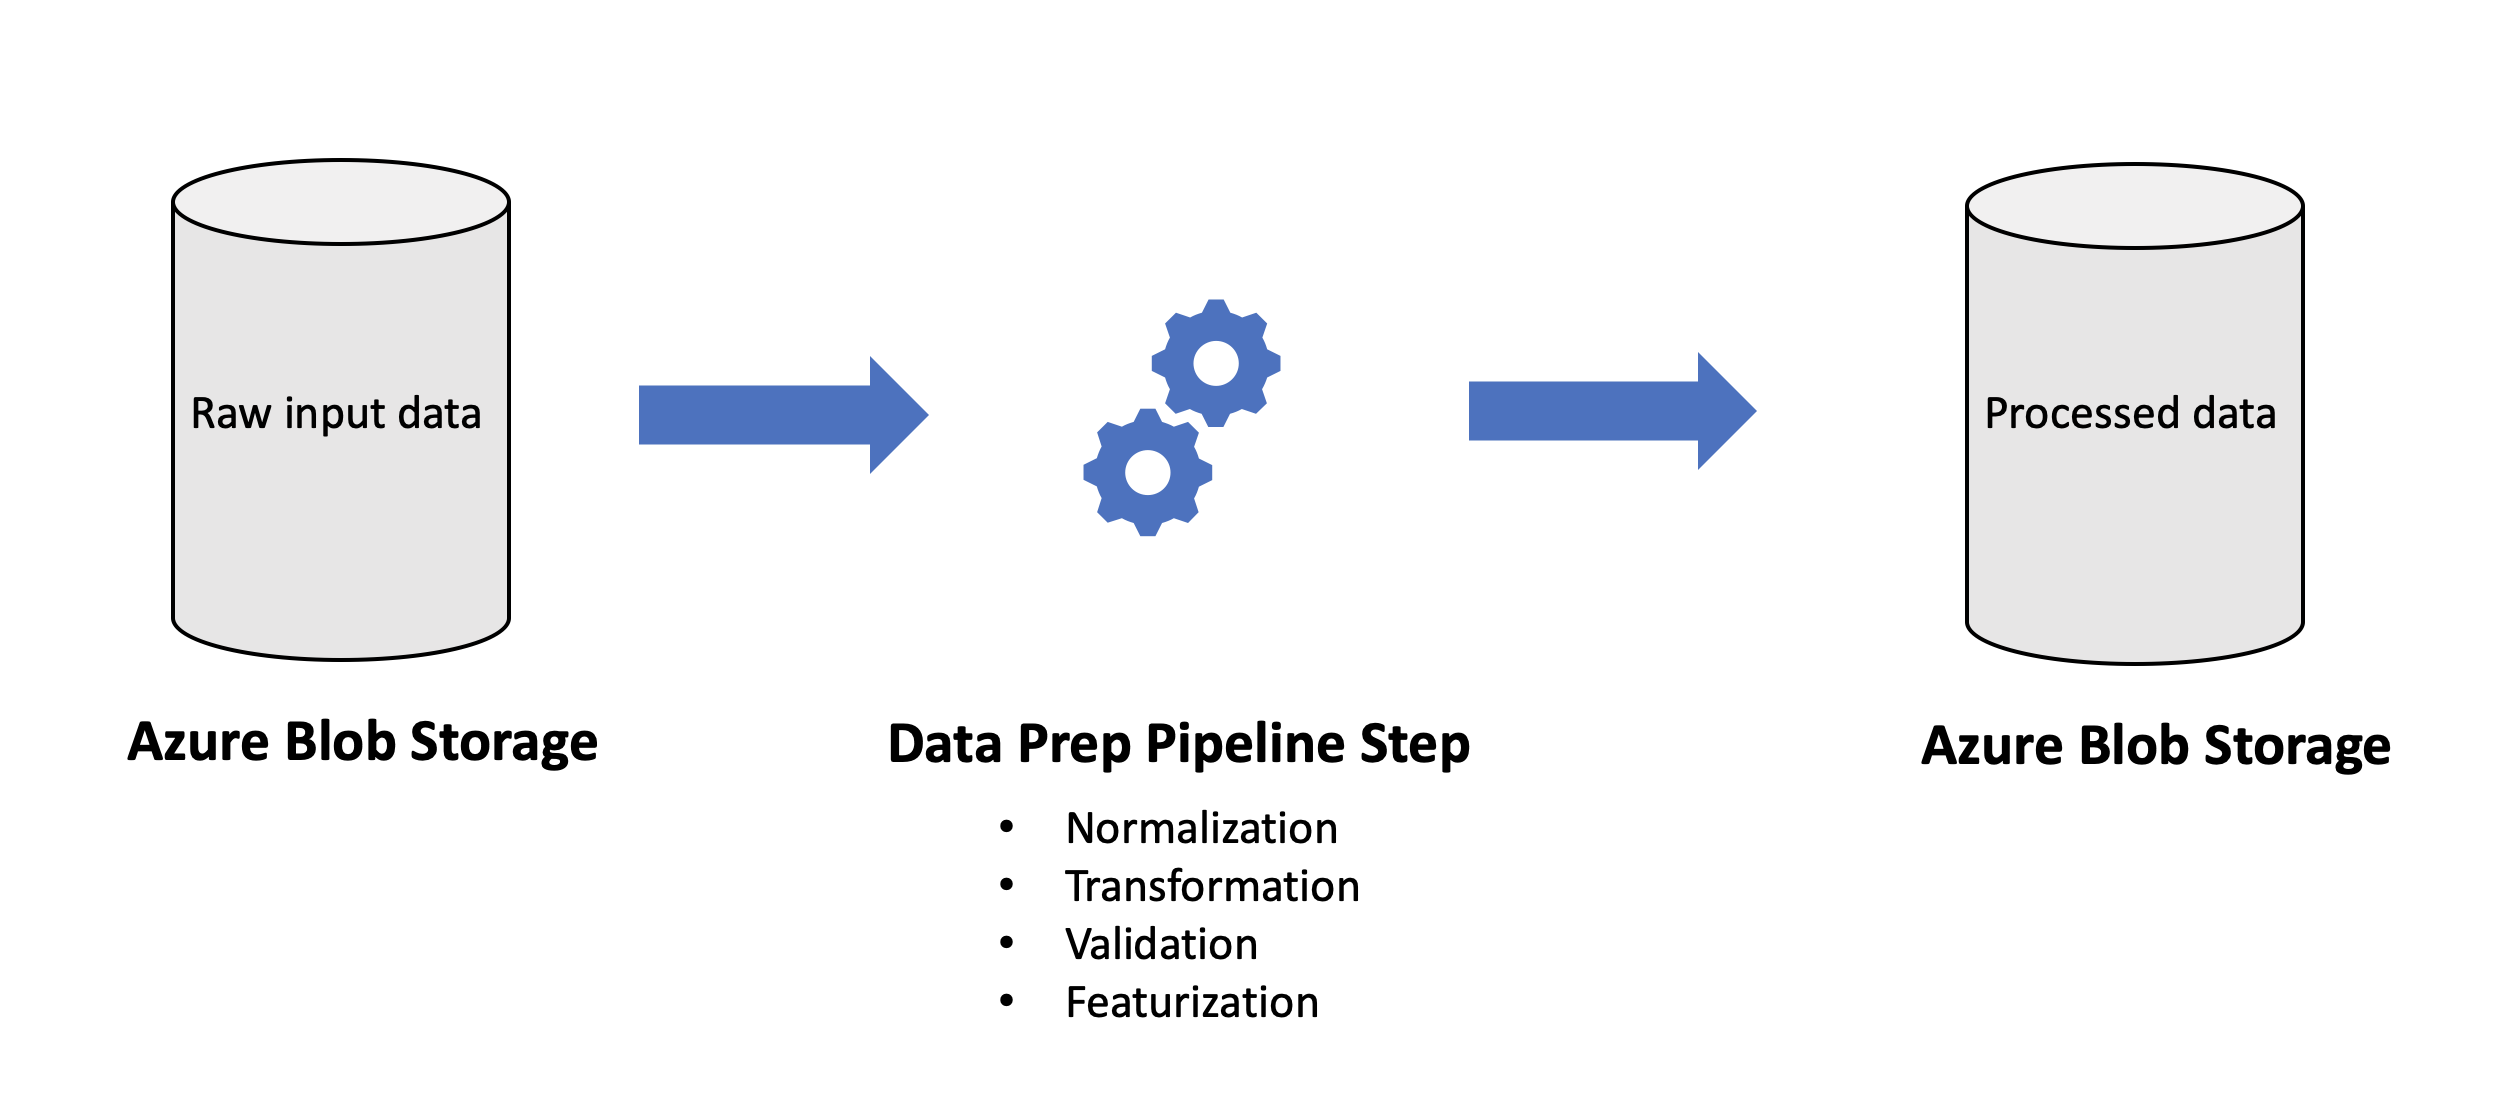 Raw input data
Processed data
Azure Blob Storage
Data Prep Pipeline Step
Azure Blob Storage
• Normalization
• Transformation
• Validation
• Featurization